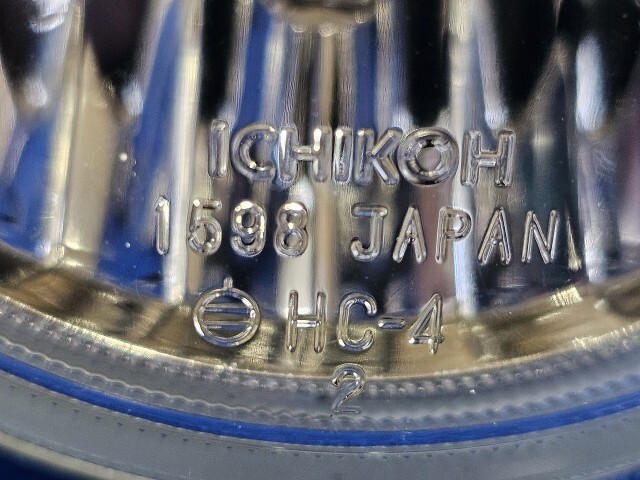 ICHIKOH
1598 JAPAN
HC-4
2